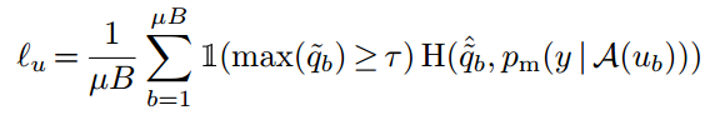 $\ell_u = \frac{1}{\mu B} \sum_{b=1}^{\mu B} \mathbb{1}(\max(\tilde{q}_b) \geq \tau) \, \mathrm{H}(\hat{\tilde{q}}_b, p_{\mathrm{m}}(y \mid \mathcal{A}(u_b)))$